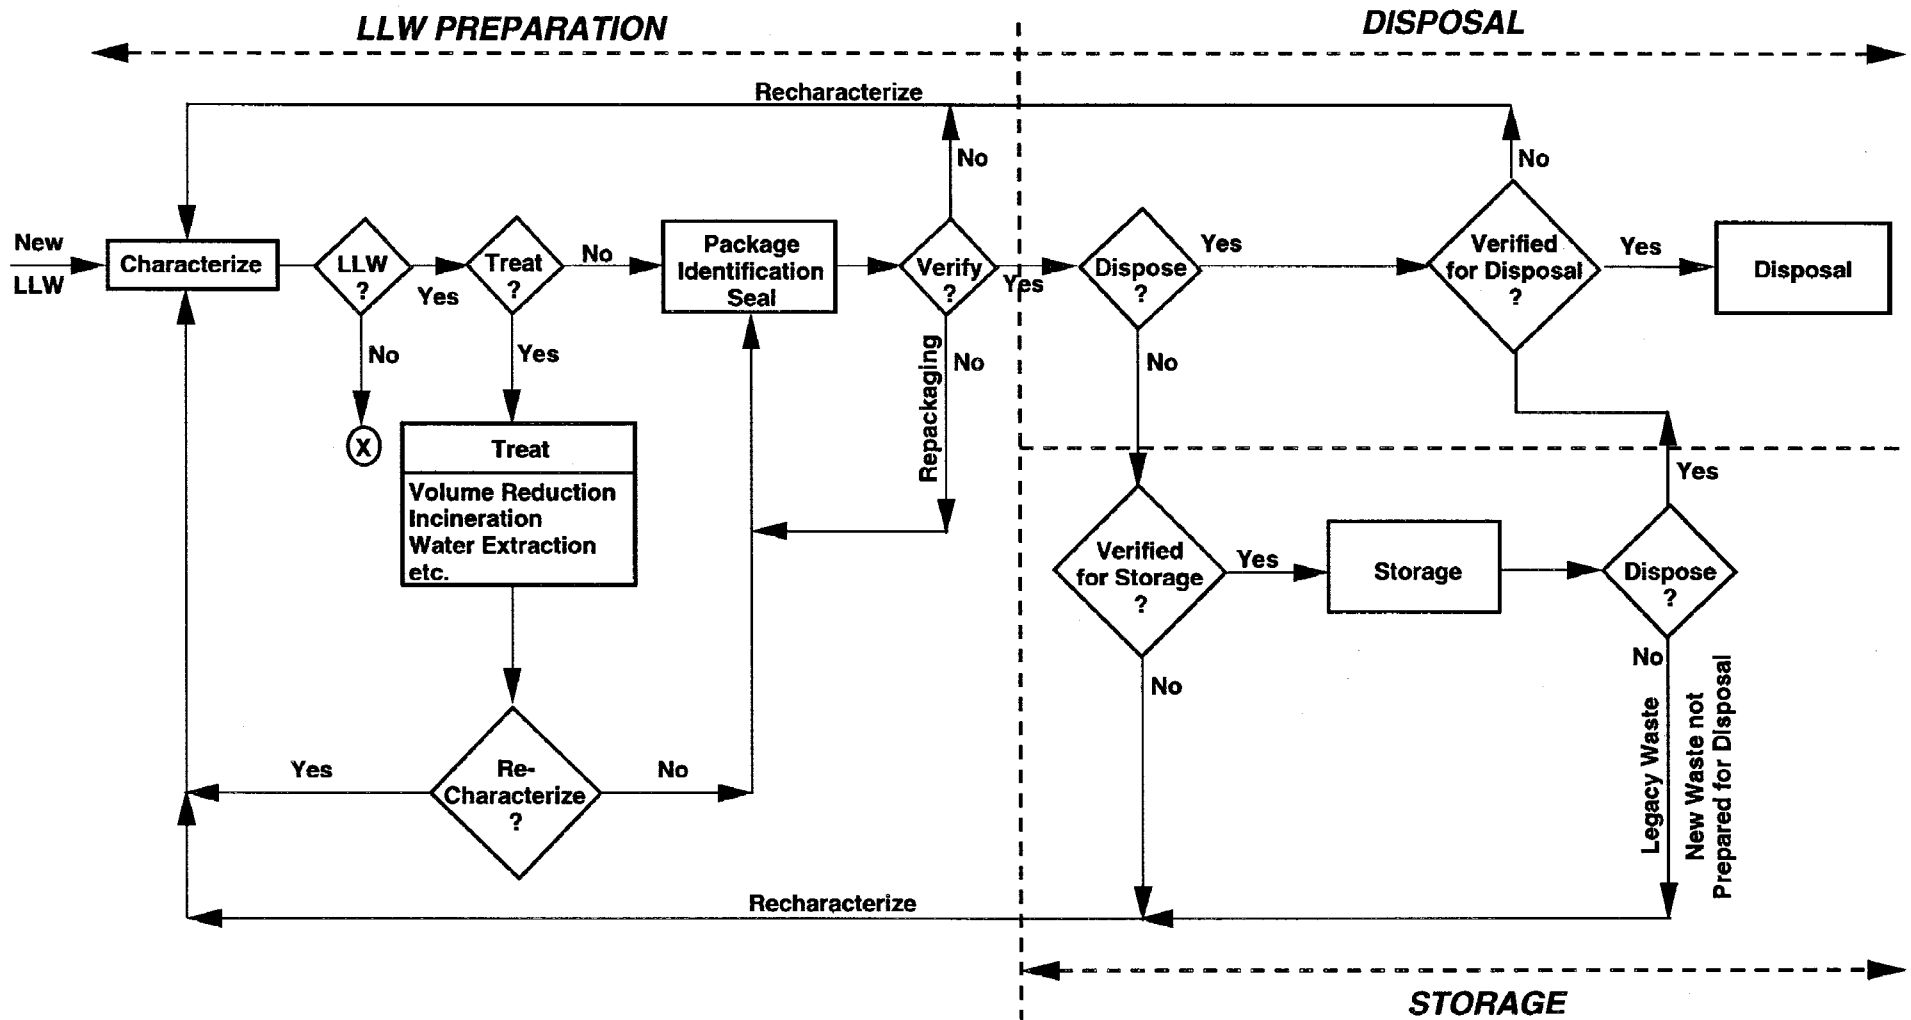 LLW PREPARATION
DISPOSAL
Recharacterize
No
No
New
LLW
Characterize
LLW
?
Yes
No
X
Treat
?
No
Yes
Package
Identification
Seal
Verify
?
Yes
Repackaging
No
Dispose
?
Yes
No
Verified
for Disposal
?
Yes
Disposal
Treat
Volume Reduction
Incineration
Water Extraction
etc.
Verified
for Storage
?
Yes
No
Storage
Dispose
?
Yes
No
Legacy Waste
New Waste not
Prepared for Disposal
Re-
Characterize
?
Yes
No
Recharacterize
STORAGE